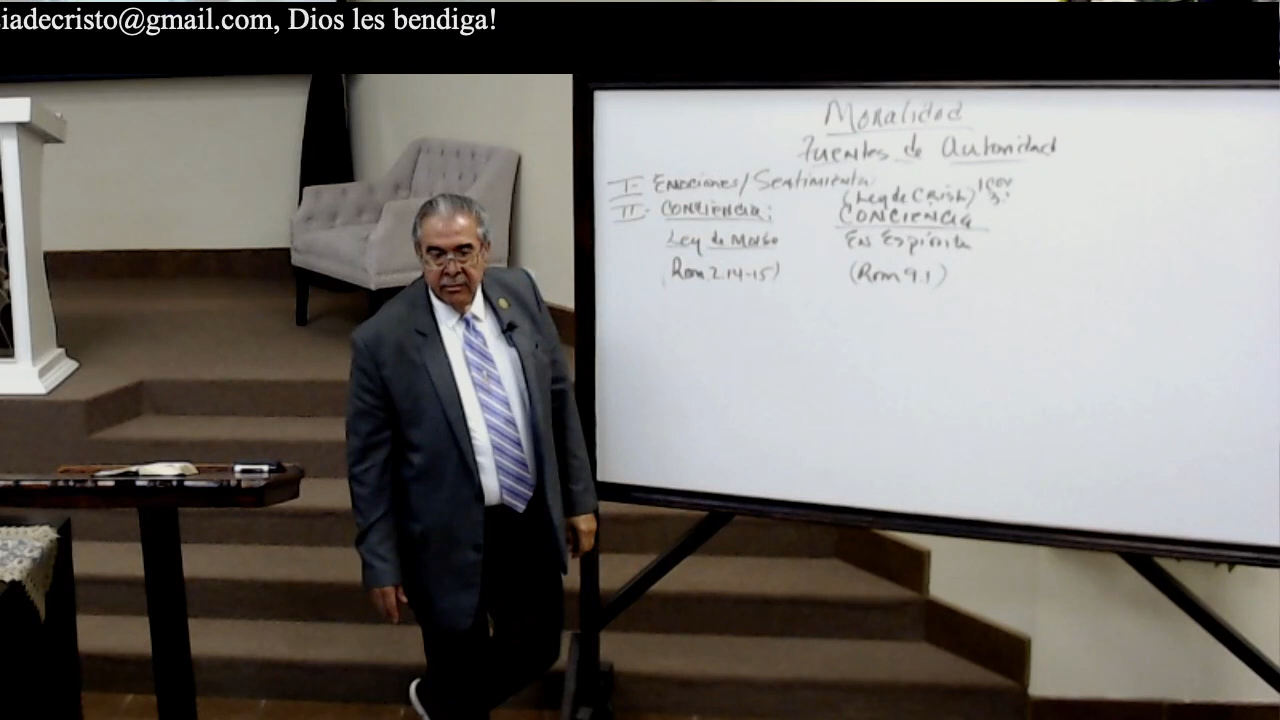 iadecristo@gmail.com, Dios les bendiga!
Moralidad
Fuentes de Autoridad
I- Emociones/Sentimientos
(Ley de Cristo) 1 Cor
II- CONCIENCIA: CONCIENCIA
Ley de Moisés En Espíritu
(Rom 2.14-15) (Rom 9.1)